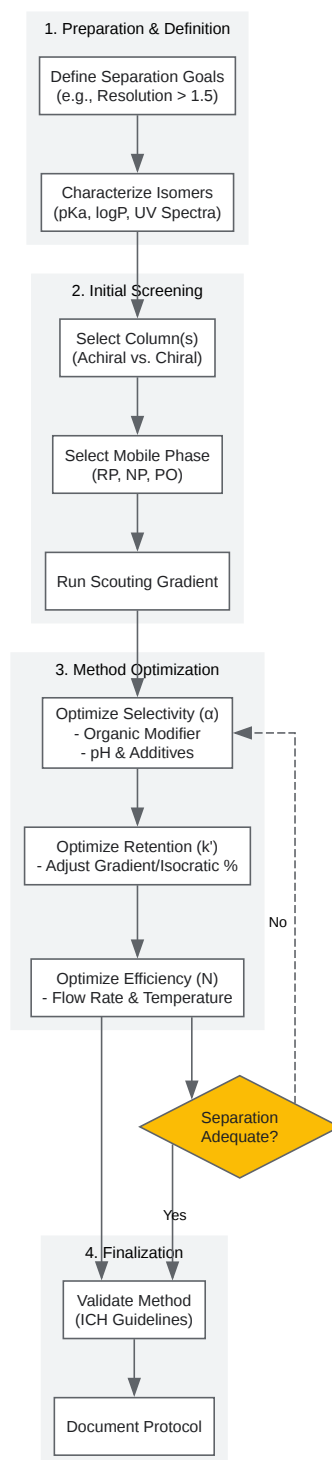 1. Preparation & Definition
Define Separation Goals
(e.g., Resolution > 1.5)
Characterize Isomers
(pKa, logP, UV Spectra)
2. Initial Screening
Select Column(s)
(Achiral vs. Chiral)
Select Mobile Phase
(RP, NP, PO)
Run Scouting Gradient
3. Method Optimization
Optimize Selectivity (α)
- Organic Modifier
- pH & Additives
Optimize Retention (k')
- Adjust Gradient/Isocratic %
No
Optimize Efficiency (N)
- Flow Rate & Temperature
Separation
Adequate?
Yes
4. Finalization
Validate Method
(ICH Guidelines)
Document Protocol